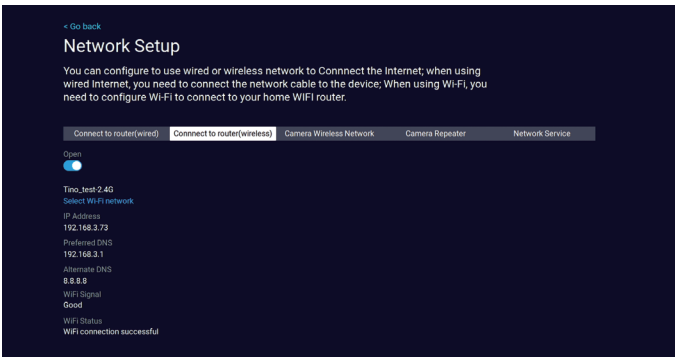 < Go back
Network Setup
You can configure to use wired or wireless network to Connnect the Internet; when using
wired Internet, you need to connect the network cable to the device; When using Wi-Fi, you
need to configure Wi-Fi to connect to your home WIFI router.
Connect to router(wired) Connnect to router(wireless) Camera Wireless Network Camera Repeater Network Service
Open
Tino_test-2.4G
Select Wi-Fi network
IP Address
192.168.3.73
Preferred DNS
192.168.3.1
Alternate DNS
8.8.8.8
WiFi Signal
Good
WiFi Status
WiFi connection successful